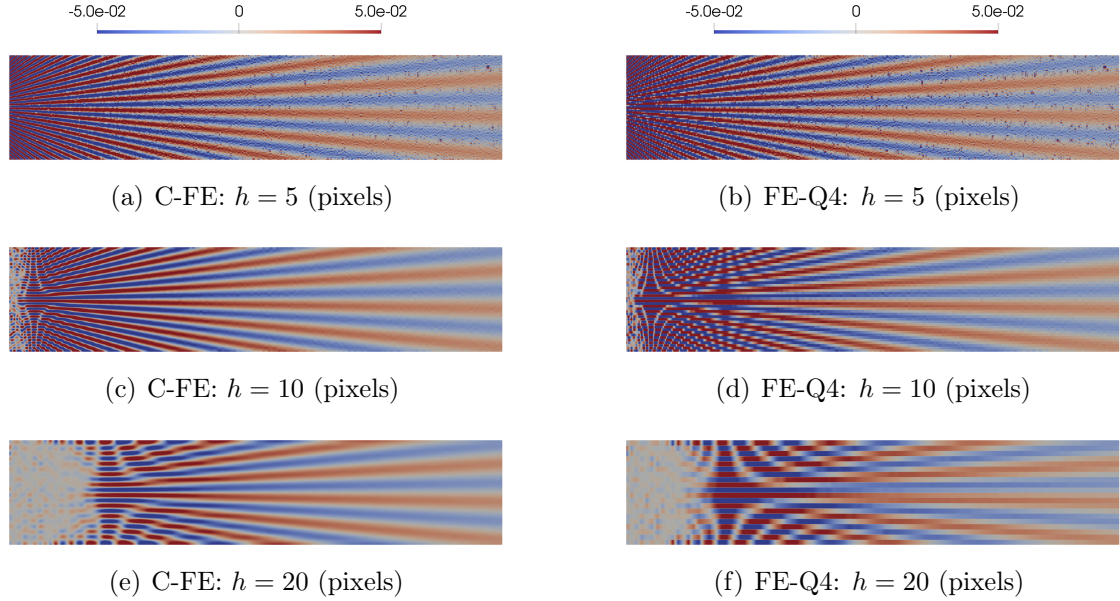 -5.0e-02 0 5.0e-02
-5.0e-02 0 5.0e-02
(a) C-FE: h = 5 (pixels)
(b) FE-Q4: h = 5 (pixels)
(c) C-FE: h = 10 (pixels)
(d) FE-Q4: h = 10 (pixels)
(e) C-FE: h = 20 (pixels)
(f) FE-Q4: h = 20 (pixels)